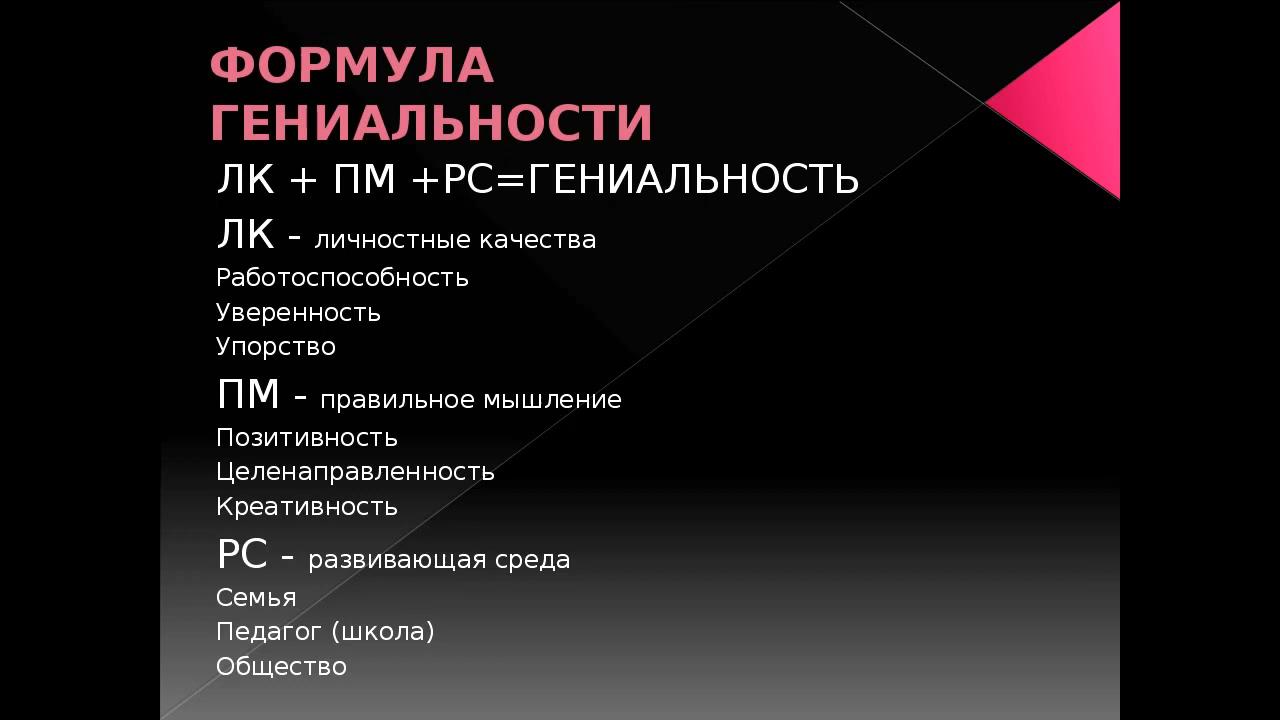 ФОРМУЛА
ГЕНИАЛЬНОСТИ
ЛК + ПМ +РС=ГЕНИАЛЬНОСТЬ
ЛК - личностные качества
Работоспособность
Уверенность
Упорство
ПМ - правильное мышление
Позитивность
Целенаправленность
Креативность
РС - развивающая среда
Семья
Педагог (школа)
Общество